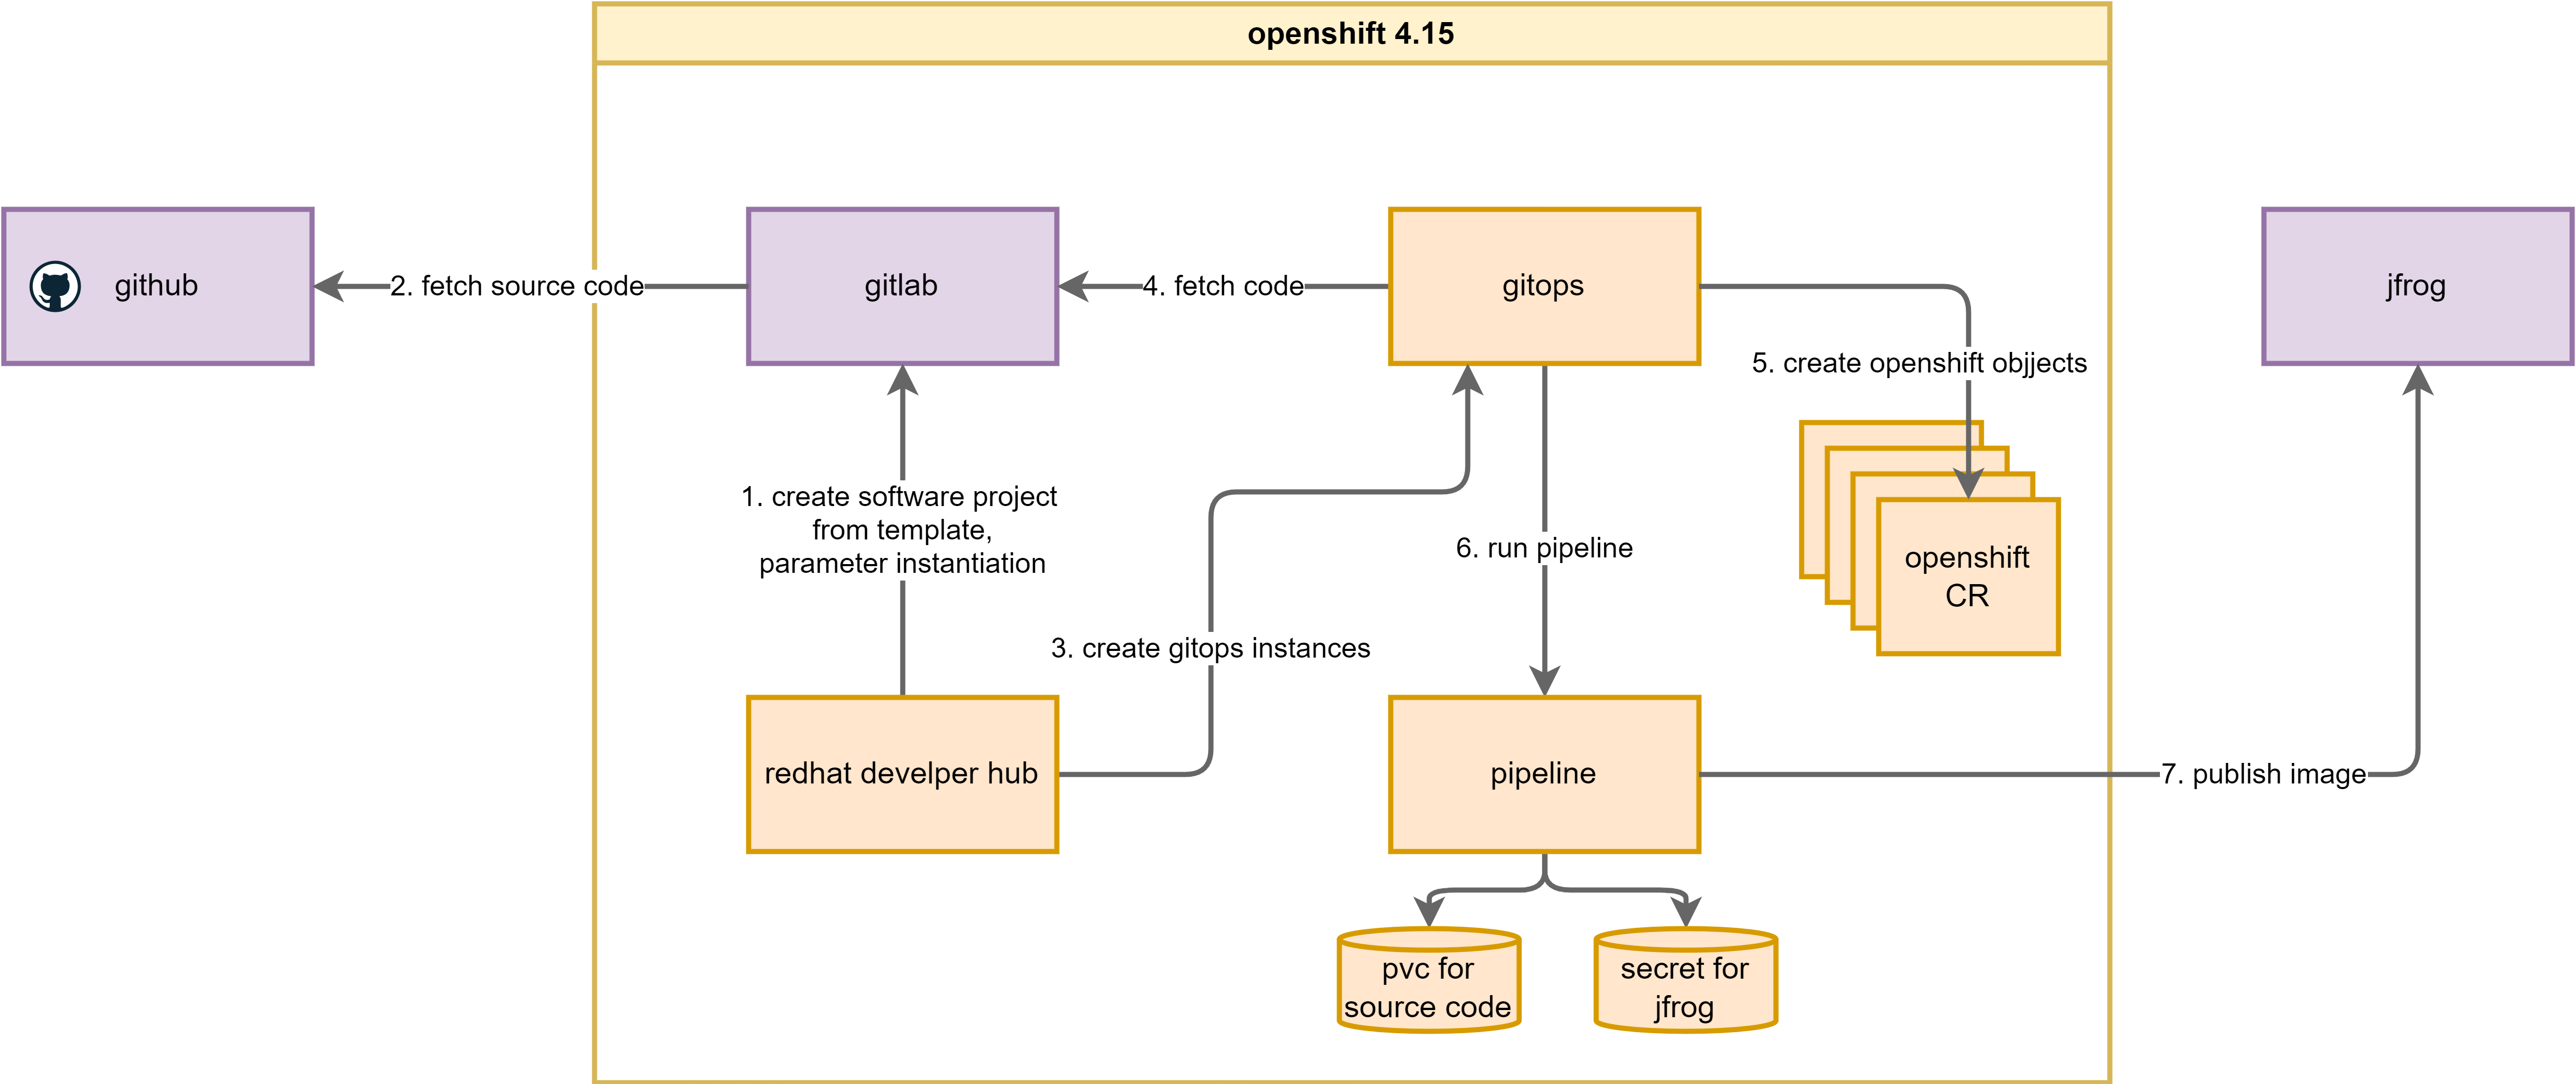 openshift 4.15
github
2. fetch source code
gitlab
4. fetch code
gitops
jfrog
5. create openshift objjects
1. create software project
from template,
parameter instantiation
6. run pipeline
openshift
CR
3. create gitops instances
redhat develper hub
pipeline
7. publish image
pvc for
source code
secret for
jfrog